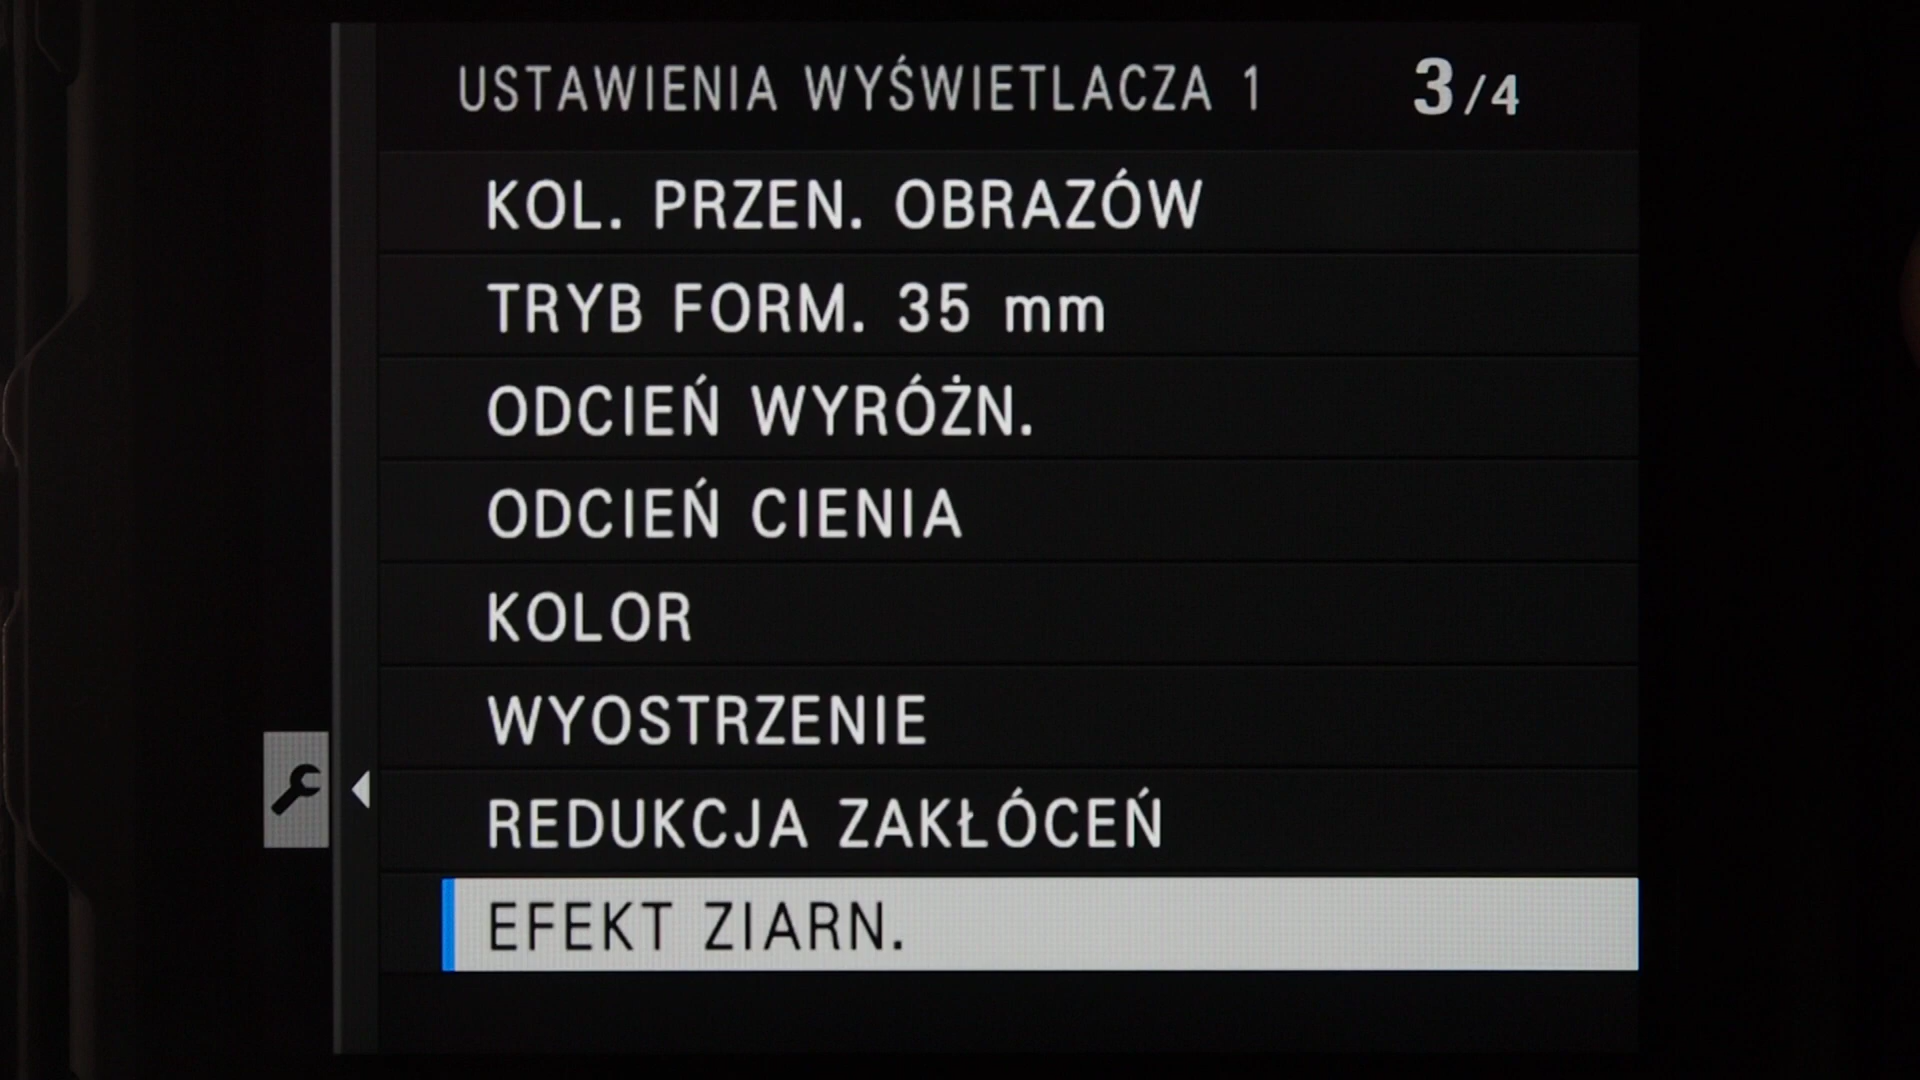 USTAWIENIA WYŚWIETLACZA 1 3/4
KOL. PRZEN. OBRAZÓW
TRYB FORM. 35 mm
ODCIEŃ WYRÓŻN.
ODCIEŃ CIENIA
KOLOR
WYOSTRZENIE
REDUKCJA ZAKŁÓCEŃ
EFEKT ZIARN.